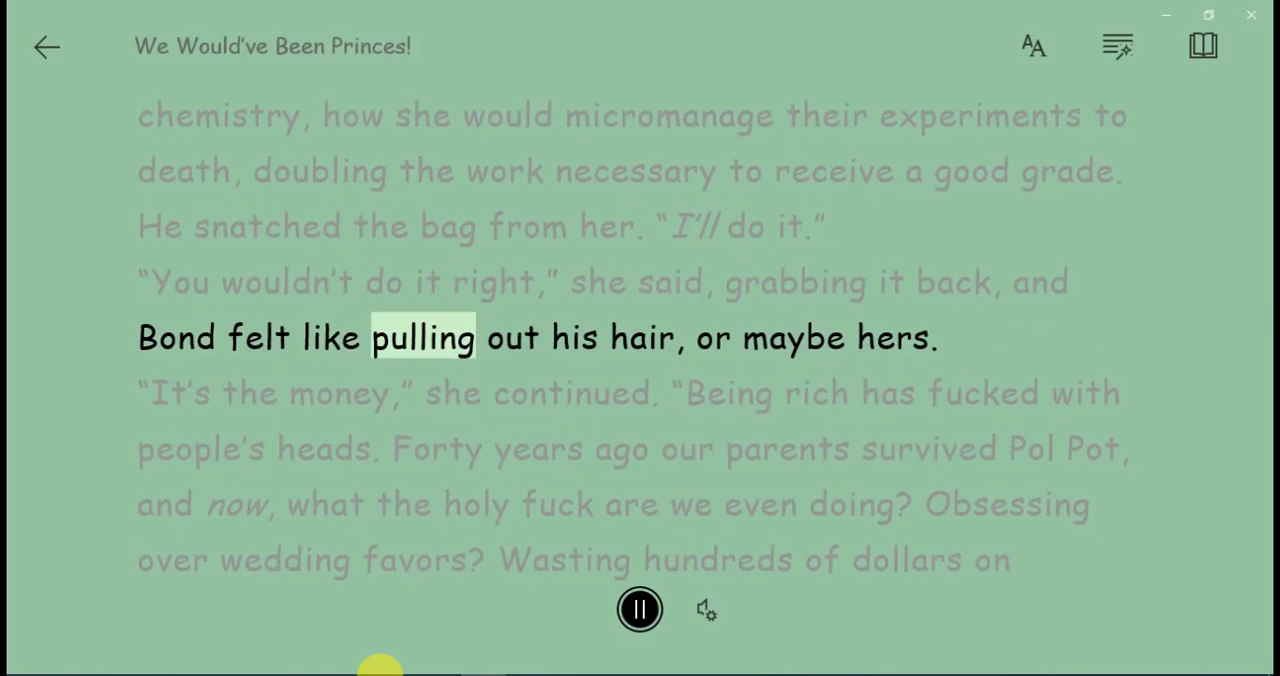 We Would've Been Princes!
chemistry, how she would micromanage their experiments to
death, doubling the work necessary to receive a good grade.
He snatched the bag from her. “I'll do it.”
“You wouldn't do it right,” she said, grabbing it back, and
Bond felt like pulling out his hair, or maybe hers.
“It's the money,” she continued. “Being rich has fucked with
people's heads. Forty years ago our parents survived Pol Pot,
and now, what the holy fuck are we even doing? Obsessing
over wedding favors? Wasting hundreds of dollars on